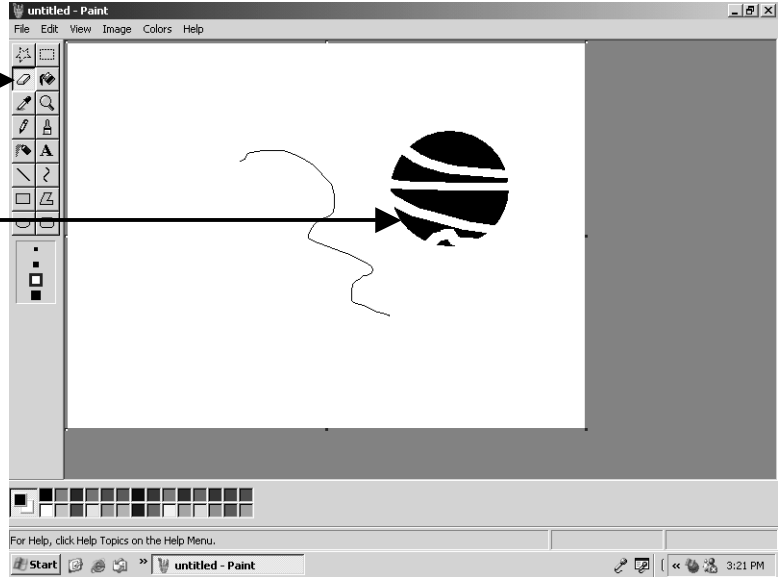 untitled - Paint
File Edit View Image Colors Help
A
For Help, click Help Topics on the Help Menu.
Start » untitled - Paint « 3:21 PM